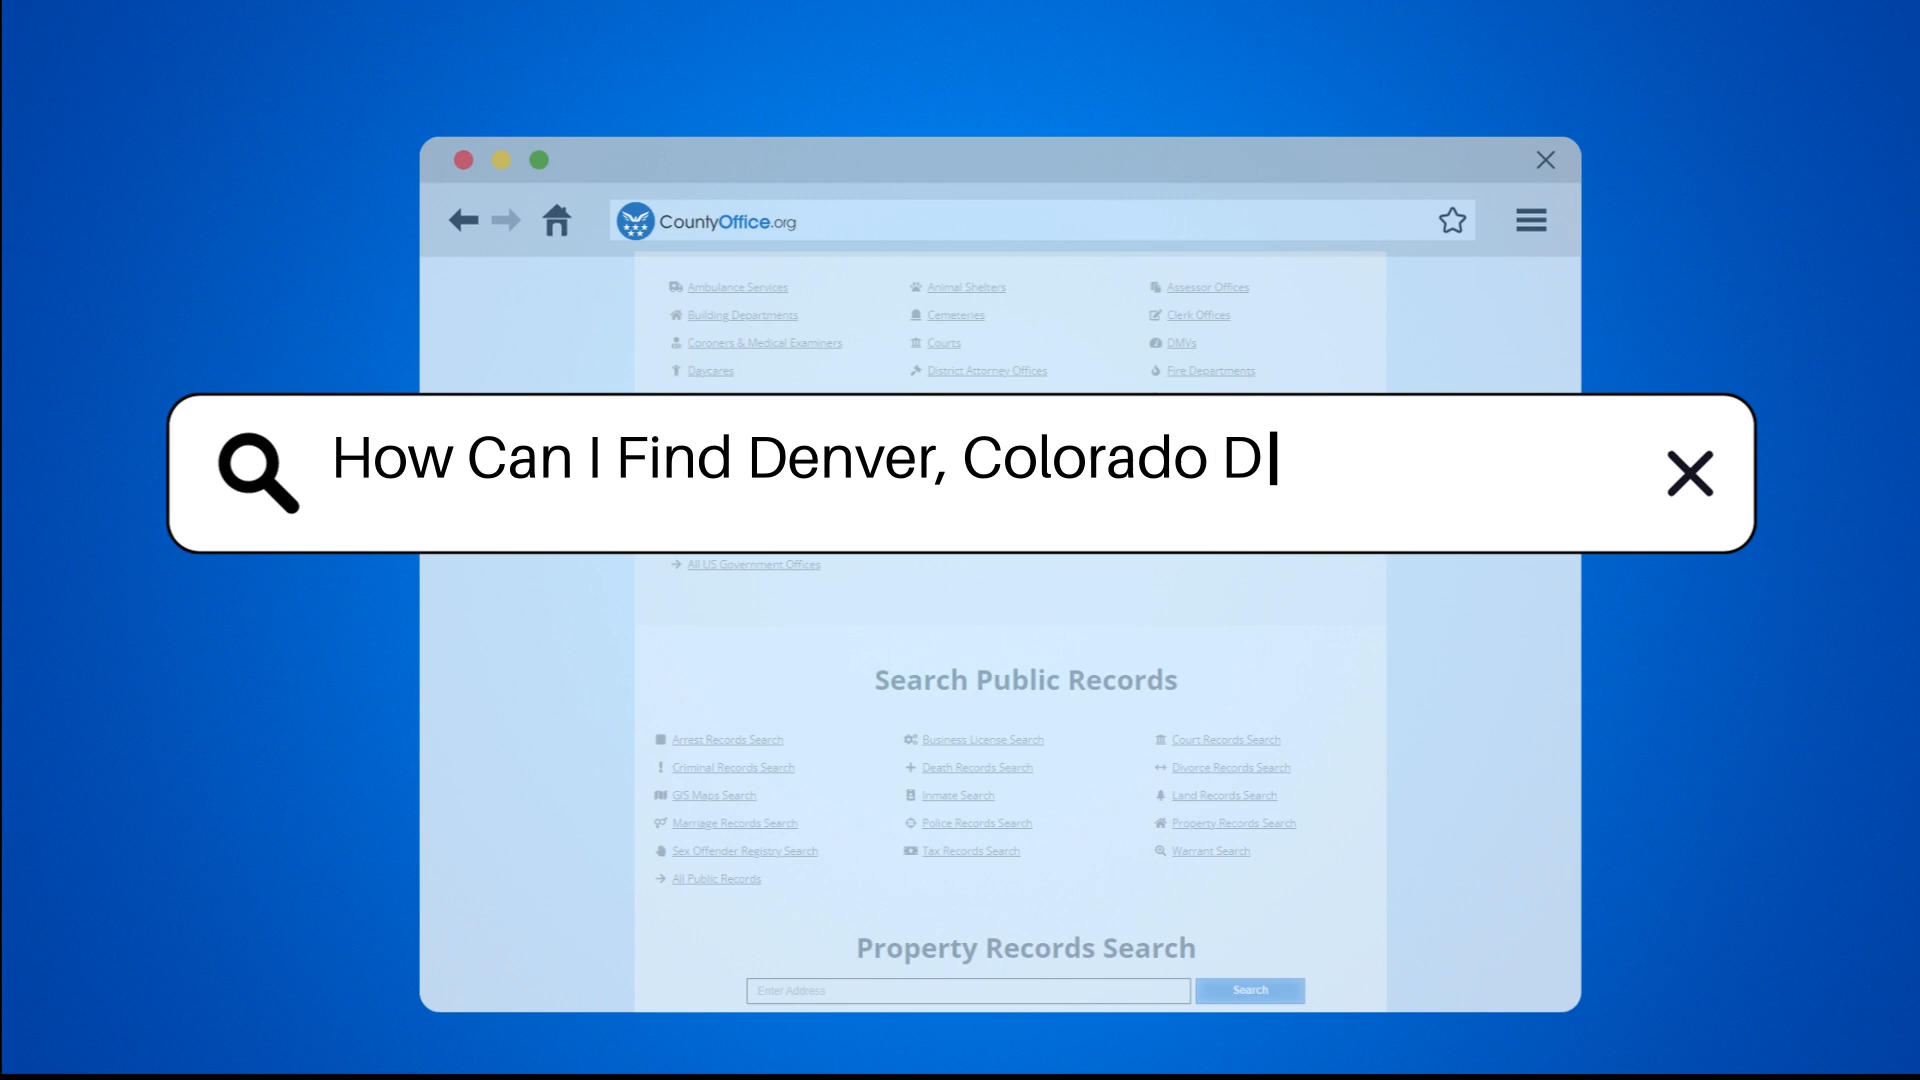 CountyOffice.org
Ambulance Services Animal Shelters Assessor Offices
Building Departments Cemeteries Clerk Offices
Coroners & Medical Examiners Courts DMVs
Daycares District Attorney Offices Fire Departments
How Can I Find Denver, Colorado D
All US Government Offices
Search Public Records
Arrest Records Search Business License Search Court Records Search
Criminal Records Search Death Records Search Divorce Records Search
GIS Maps Search Inmate Search Land Records Search
Marriage Records Search Police Records Search Property Records Search
Sex Offender Registry Search Tax Records Search Warrant Search
All Public Records
Property Records Search
Enter Address Search